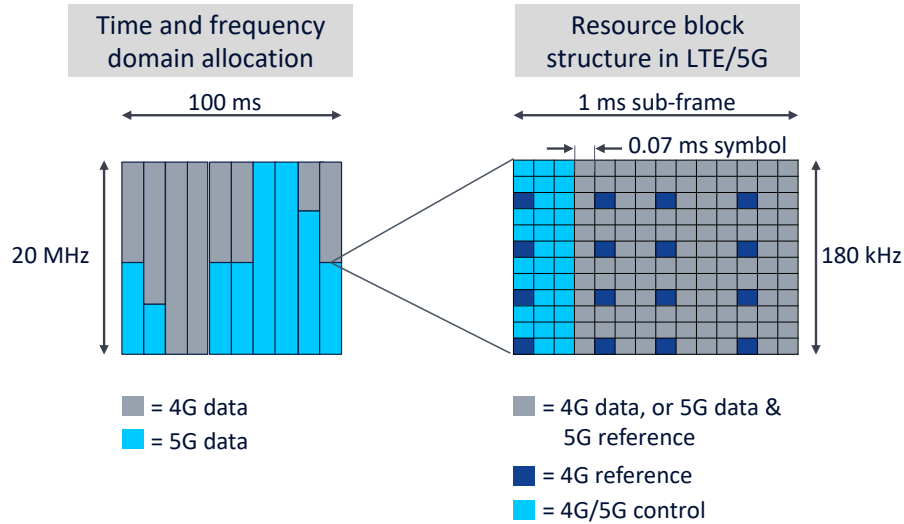 Time and frequency
domain allocation
100 ms
20 MHz
= 4G data
= 5G data
Resource block
structure in LTE/5G
1 ms sub-frame
0.07 ms symbol
180 kHz
= 4G data, or 5G data &
5G reference
= 4G reference
= 4G/5G control